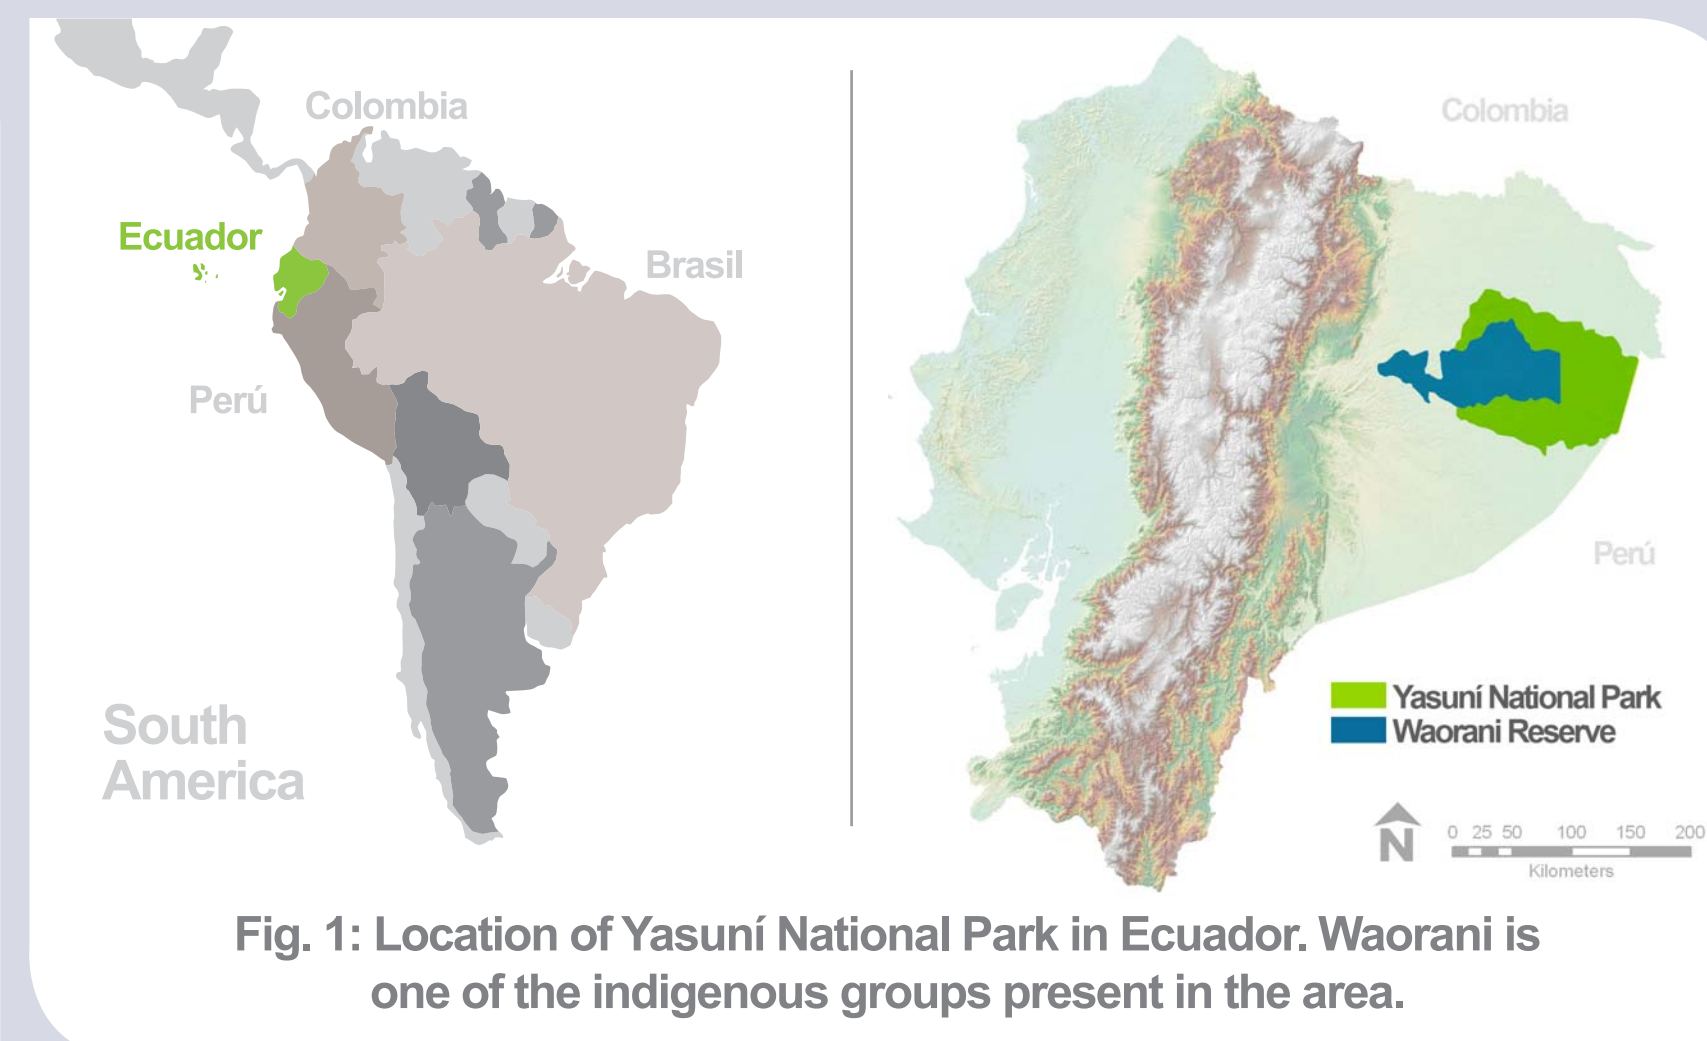 Colombia
Ecuador
Brasil
Perú
South
America
Colombia
Perú
Yasuní National Park
Waorani Reserve
N
0 25 50 100 150 200
Kilometers
Fig. 1: Location of Yasuní National Park in Ecuador. Waorani is
one of the indigenous groups present in the area.